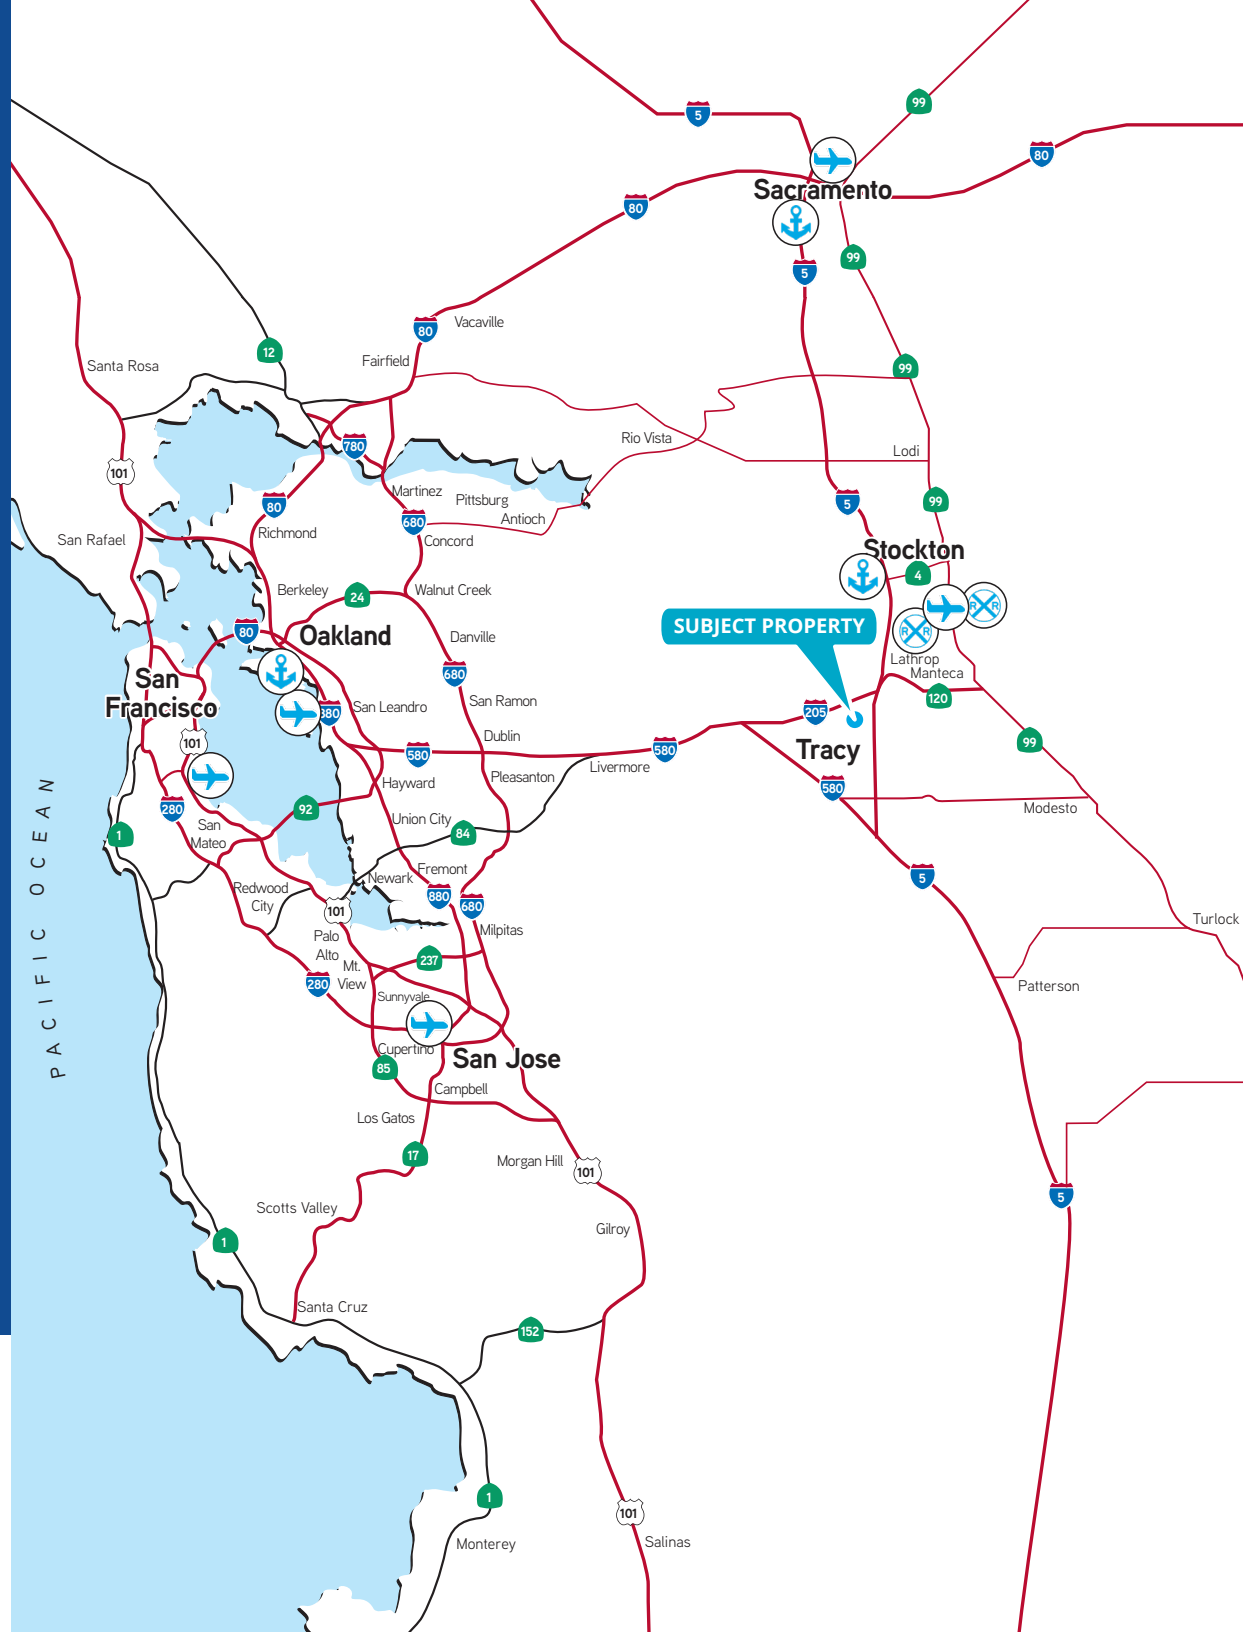 99
5
80
Sacramento
80
99
5
Vacaville
80
12
Fairfield
Santa Rosa
99
Rio Vista
780
Lodi
101
Martinez
Pittsburg
80
5
99
Antioch
680
Richmond
San Rafael
Concord
Stockton
4
Berkeley
24
Walnut Creek
R R
SUBJECT PROPERTY
80
Oakland
Danville
R R
Lathrop
680
Manteca
San
Francisco
San Ramon
120
880
San Leandro
205
Dublin
101
580
580
Tracy
99
Livermore
Pleasanton
Hayward
580
280
92
Modesto
San
Mateo
Union City
84
1
Fremont
Newark
5
Redwood
City
880
680
101
Turlock
Palo
Alto
Milpitas
237
Mt.
View
280
Sunnyvale
Patterson
PACIFIC OCEAN
Cupertino
San Jose
85
Campbell
Los Gatos
17
Morgan Hill
101
5
Scotts Valley
Gilroy
1
Santa Cruz
152
1
101
Monterey
Salinas